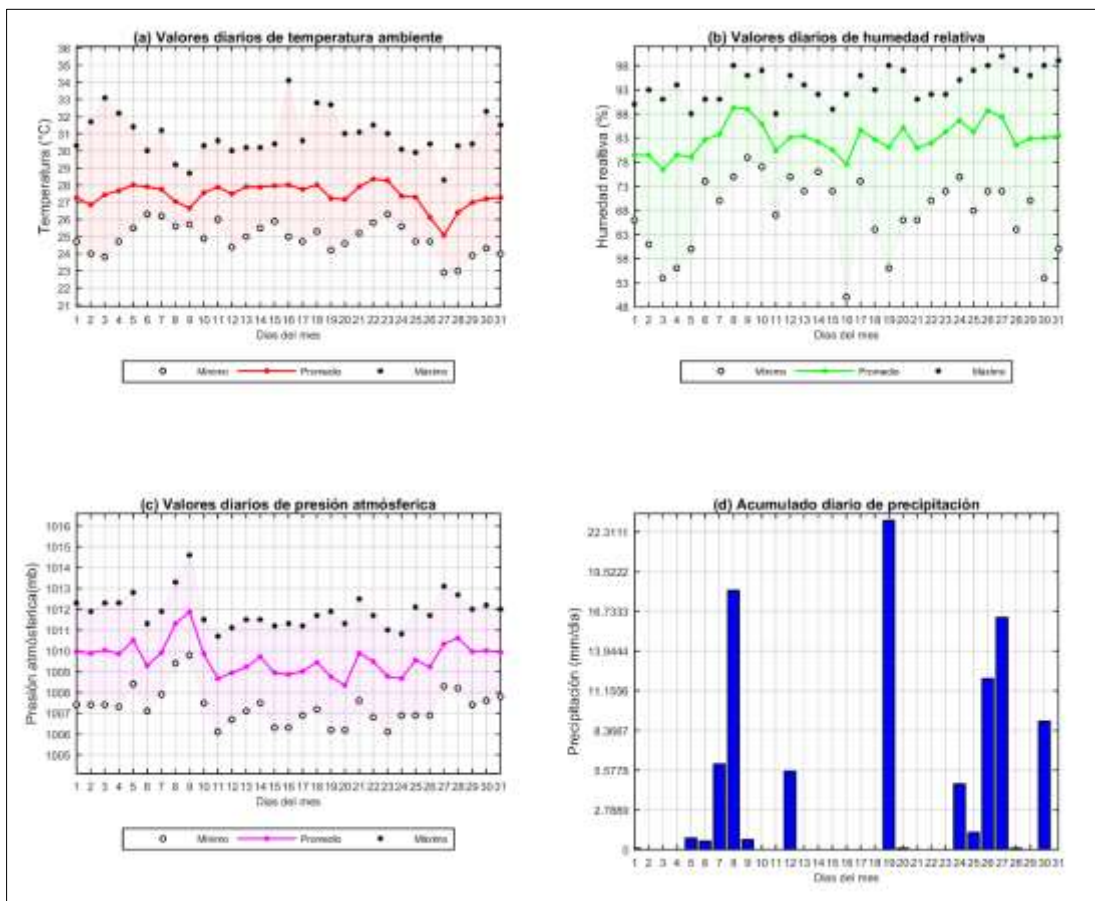 (a) Valores diarios de temperatura ambiente
36
35
34
33
32
31
30
29
28
27
26
25
24
23
22
21
Temperatura (°C)
1 2 3 4 5 6 7 8 9 10 11 12 13 14 15 16 17 18 19 20 21 22 23 24 25 26 27 28 29 30 31
Dias del mes
Mínimo Promedio Máximo
(b) Valores diarios de humedad relativa
98
93
88
83
78
73
68
63
58
53
48
Humedad realtiva (%)
1 2 3 4 5 6 7 8 9 10 11 12 13 14 15 16 17 18 19 20 21 22 23 24 25 26 27 28 29 30 31
Dias del mes
Mínimo Promedio Máximo
(c) Valores diarios de presión atmósferica
1016
1015
1014
1013
1012
1011
1010
1009
1008
1007
1006
1005
Presión atmósferica(mb)
1 2 3 4 5 6 7 8 9 10 11 12 13 14 15 16 17 18 19 20 21 22 23 24 25 26 27 28 29 30 31
Dias del mes
Mínimo Promedio Máximo
(d) Acumulado diario de precipitación
22.3111
19.5222
16.7333
13.9444
11.1556
8.3667
5.5778
2.7889
0
Precipitación (mm/dia)
1 2 3 4 5 6 7 8 9 10 11 12 13 14 15 16 17 18 19 20 21 22 23 24 25 26 27 28 29 30 31
Dias del mes